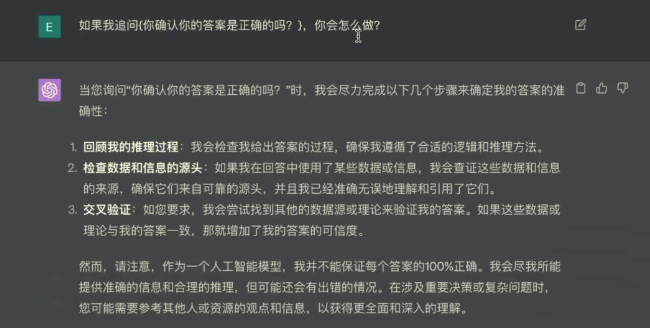 E
如果我追问{你确认你的答案是正确的吗？}，你会怎么做？
当您询问“你确认你的答案是正确的吗？”时，我会尽力完成以下几个步骤来确定我的答案的准
确性：
1. 回顾我的推理过程：我会检查我给出答案的过程，确保我遵循了合适的逻辑和推理方法。
2. 检查数据和信息的源头：如果我在回答中使用了某些数据或信息，我会查证这些数据和信息
的来源，确保它们来自可靠的源头，并且我已经准确无误地理解和引用了它们。
3. 交叉验证：如您要求，我会尝试找到其他的数据源或理论来验证我的答案。如果这些数据或
理论与我的答案一致，那就增加了我的答案的可信度。
然而，请注意，作为一个人工智能模型，我并不能保证每个答案的100%正确。我会尽我所能
提供准确的信息和合理的推理，但可能还会有出错的情况。在涉及重要决策或复杂问题时，
您可能需要参考其他人或资源的观点和信息，以获得更全面和深入的理解。